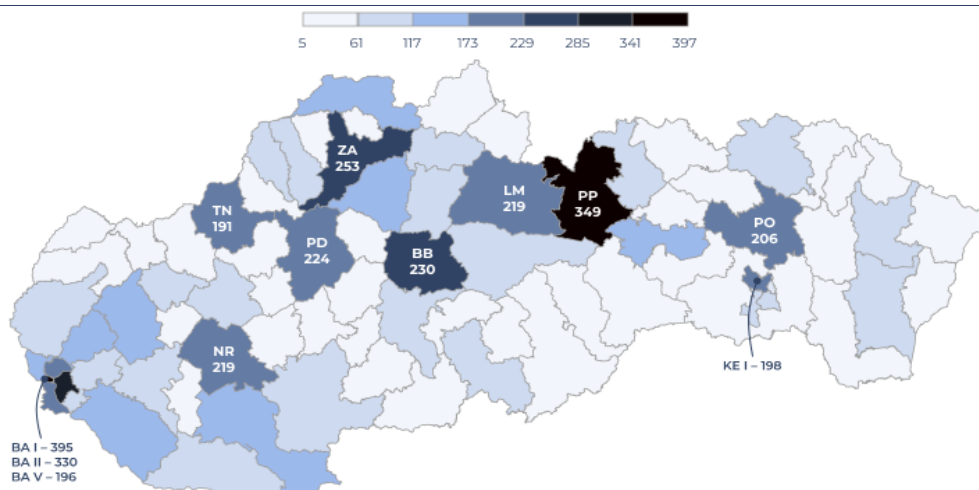 5 61 117 173 229 285 341 397
ZA
253
LM
219
PP
349
TN
191
PD
224
PO
206
BB
230
NR
219
KE I – 198
BA I – 395
BA II – 330
BA V – 196